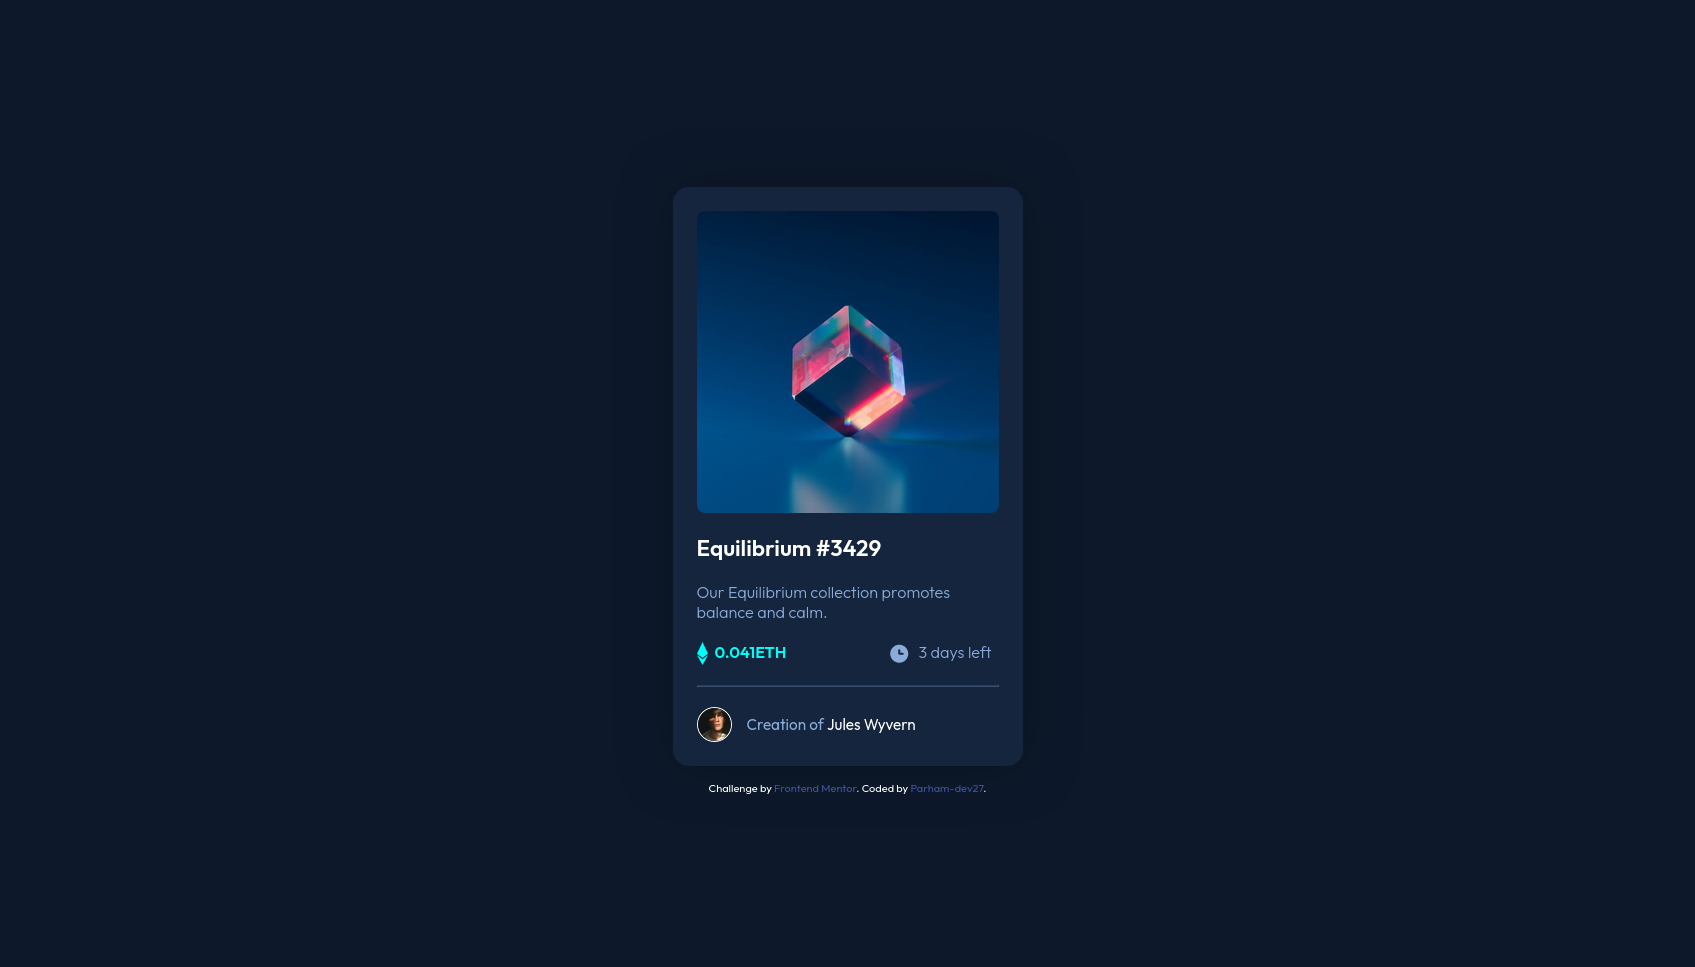 Equilibrium #3429
Our Equilibrium collection promotes
balance and calm.
0.041ETH
3 days left
Creation of Jules Wyvern
Challenge by Frontend Mentor. Coded by Parham-dev27.